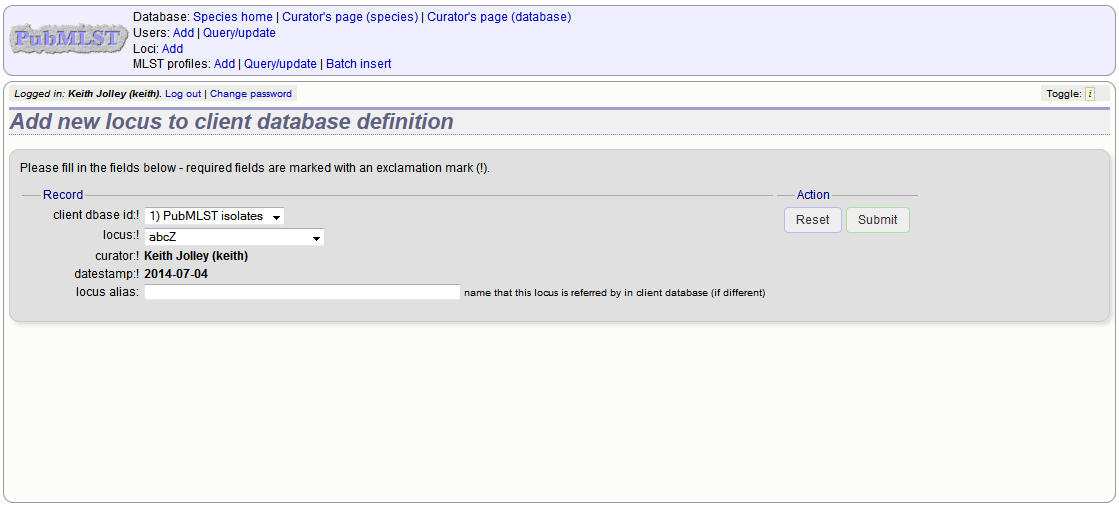 PubMLST
Database: Species home | Curator's page (species) | Curator's page (database)
Users: Add | Query/update
Loci: Add
MLST profiles: Add | Query/update | Batch insert
Logged in: Keith Jolley (keith). Log out | Change password
Toggle: i
Add new locus to client database definition
Please fill in the fields below - required fields are marked with an exclamation mark (!).
Record
client dbase id:! 1) PubMLST isolates
locus:! abcZ
curator:! Keith Jolley (keith)
datestamp:! 2014-07-04
locus alias: name that this locus is referred by in client database (if different)
Action
Reset Submit